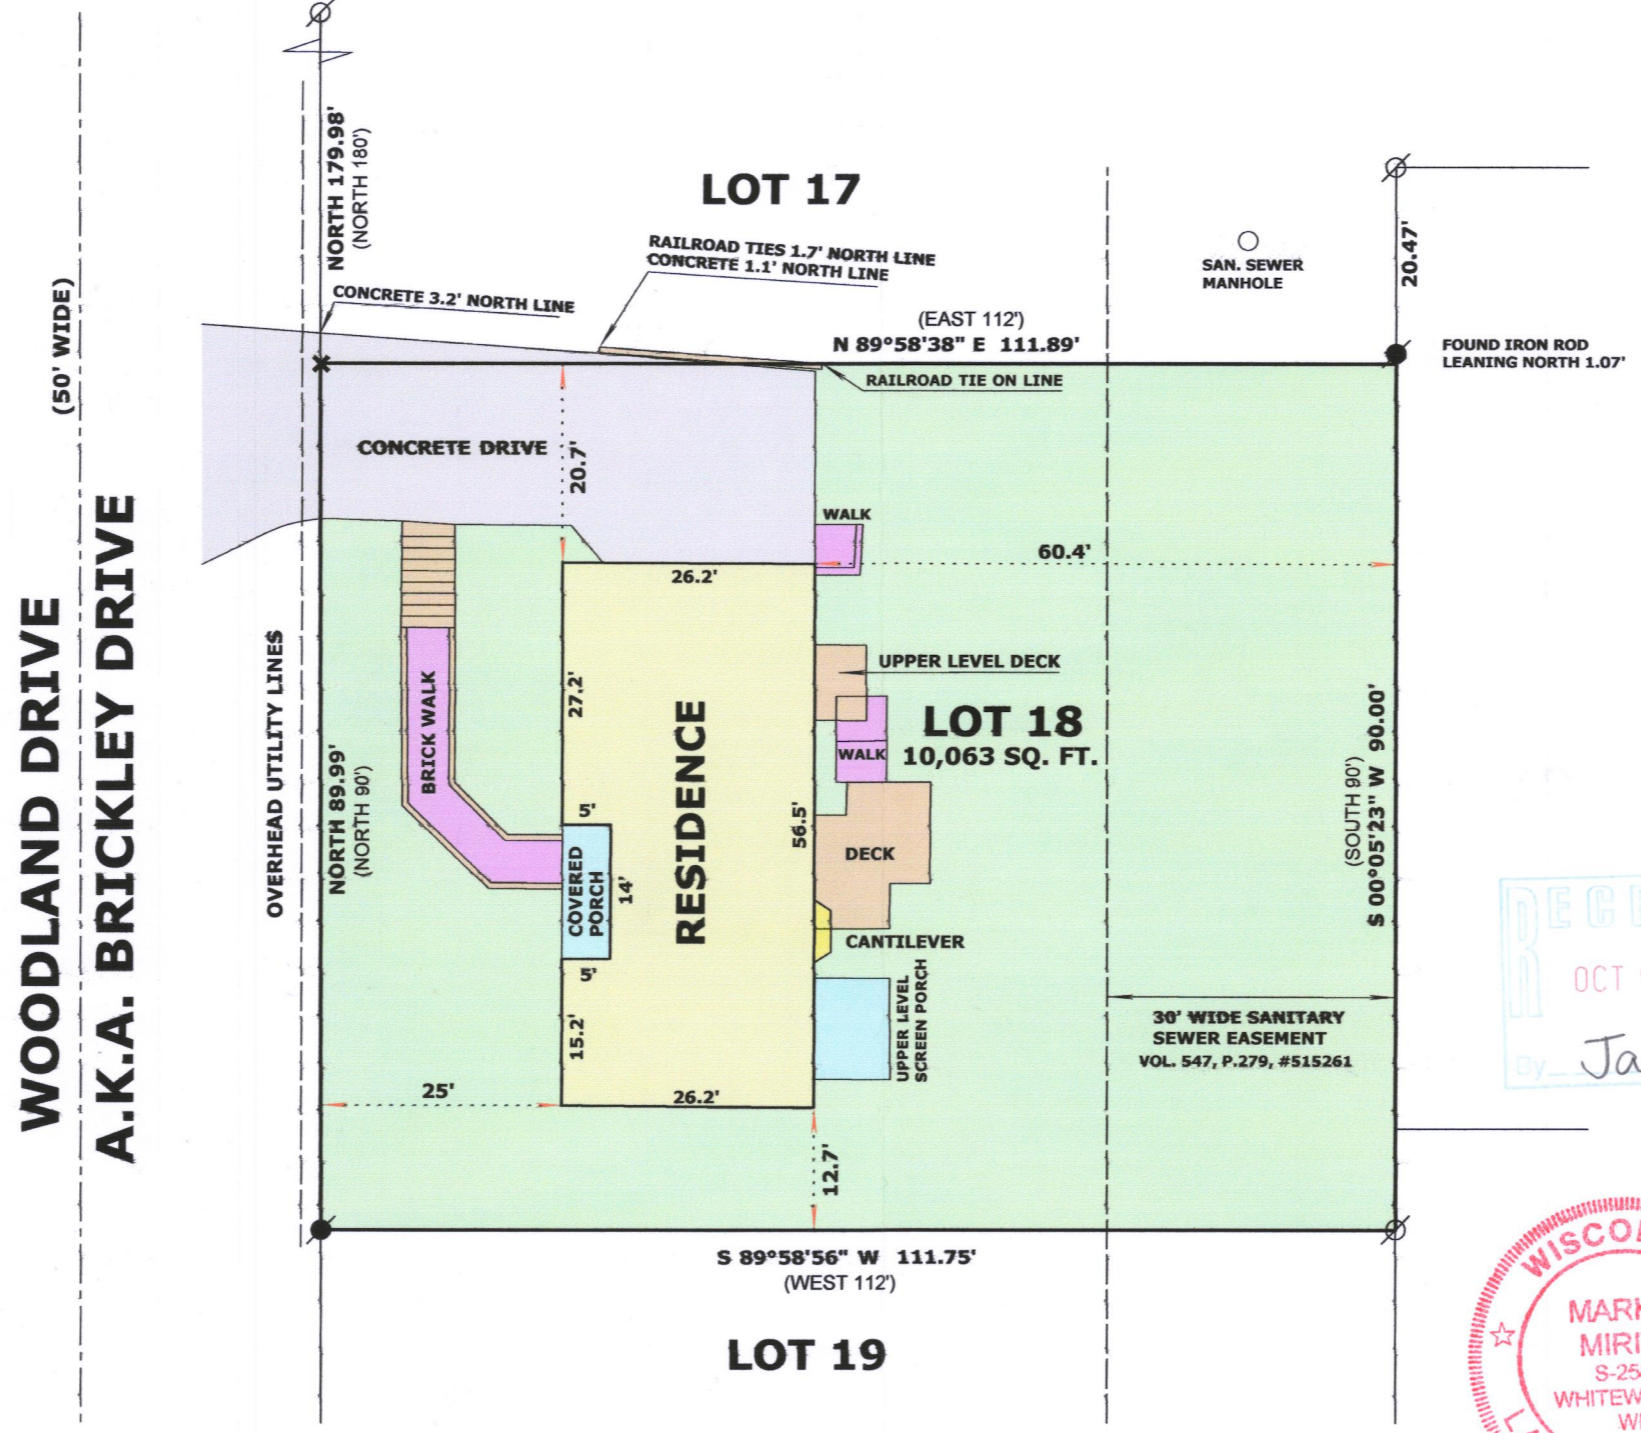 WOODLAND DRIVE
A.K.A. BRICKLEY DRIVE
(50' WIDE)
OVERHEAD UTILITY LINES
NORTH 179.98'
(NORTH 180')
LOT 17
RAILROAD TIES 1.7' NORTH LINE
CONCRETE 1.1' NORTH LINE
CONCRETE 3.2' NORTH LINE
(EAST 112')
N 89°58'38" E 111.89'
RAILROAD TIE ON LINE
SAN. SEWER
MANHOLE
20.47'
FOUND IRON ROD
LEANING NORTH 1.07'
CONCRETE DRIVE
20.7'
WALK
60.4'
26.2'
UPPER LEVEL DECK
27.2'
BRICK WALK
RESIDENCE
LOT 18
10,063 SQ. FT.
WALK
NORTH 89.99'
(NORTH 90')
5'
COVERED
PORCH
14'
56.5'
DECK
(SOUTH 90')
S 00°05'23" W 90.00'
CANTILEVER
5'
UPPER LEVEL
SCREEN PORCH
15.2'
30' WIDE SANITARY
SEWER EASEMENT
VOL. 547, P.279, #515261
25'
26.2'
12.7'
S 89°58'56" W 111.75'
(WEST 112')
LOT 19
OCT
By Ja
MIRI
S-25
WHITEW